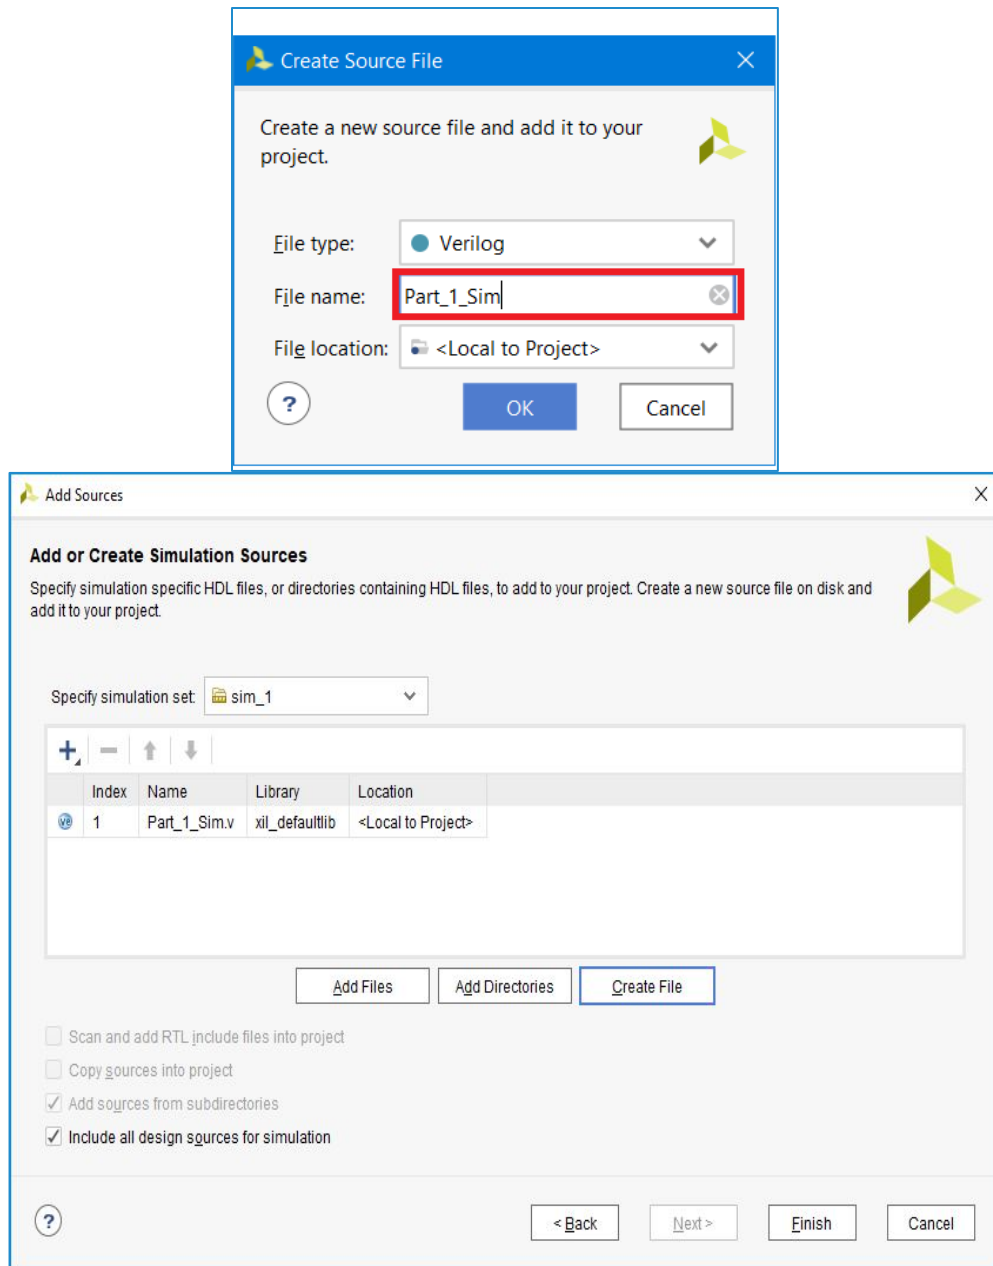 Create Source File
Create a new source file and add it to your
project.
File type: Verilog
File name: Part_1_Sim
File location: <Local to Project>
? OK Cancel
Add Sources
Add or Create Simulation Sources
Specify simulation specific HDL files, or directories containing HDL files, to add to your project. Create a new source file on disk and
add it to your project.
Specify simulation set: sim_1
Index Name Library Location
1 Part_1_Sim.v xil_defaultlib <Local to Project>
Add Files Add Directories Create File
Scan and add RTL include files into project
Copy sources into project
Add sources from subdirectories
Include all design sources for simulation
? < Back Next > Finish Cancel